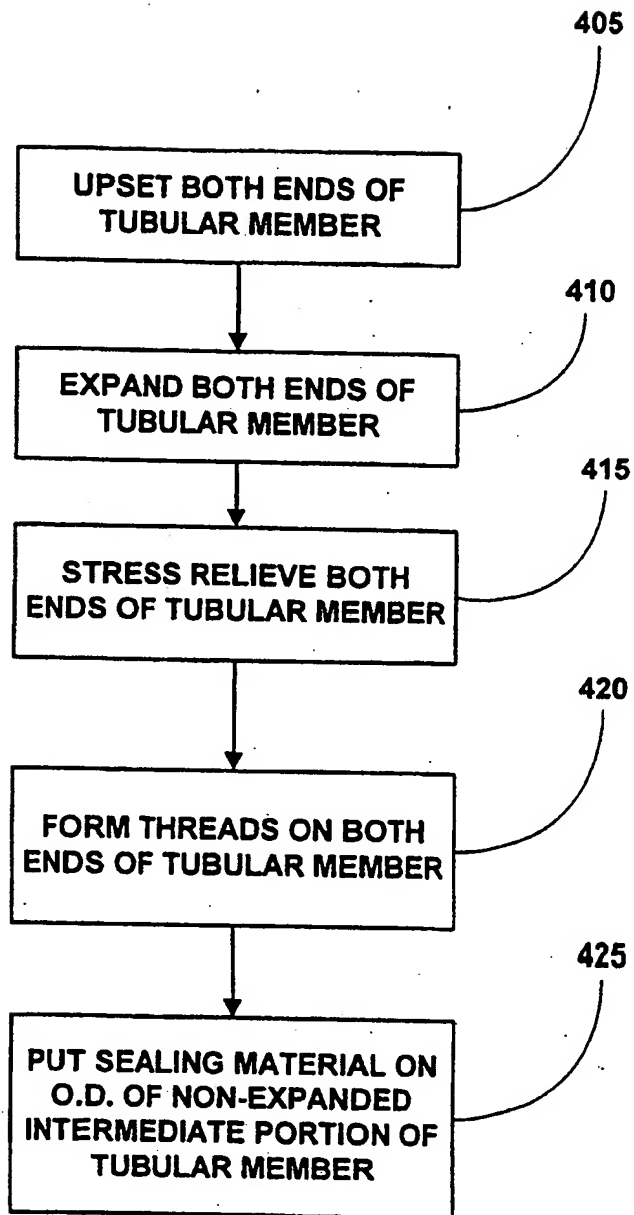 405
UPSET BOTH ENDS OF
TUBULAR MEMBER
410
EXPAND BOTH ENDS OF
TUBULAR MEMBER
415
STRESS RELIEVE BOTH
ENDS OF TUBULAR MEMBER
420
FORM THREADS ON BOTH
ENDS OF TUBULAR MEMBER
425
PUT SEALING MATERIAL ON
O.D. OF NON-EXPANDED
INTERMEDIATE PORTION OF
TUBULAR MEMBER